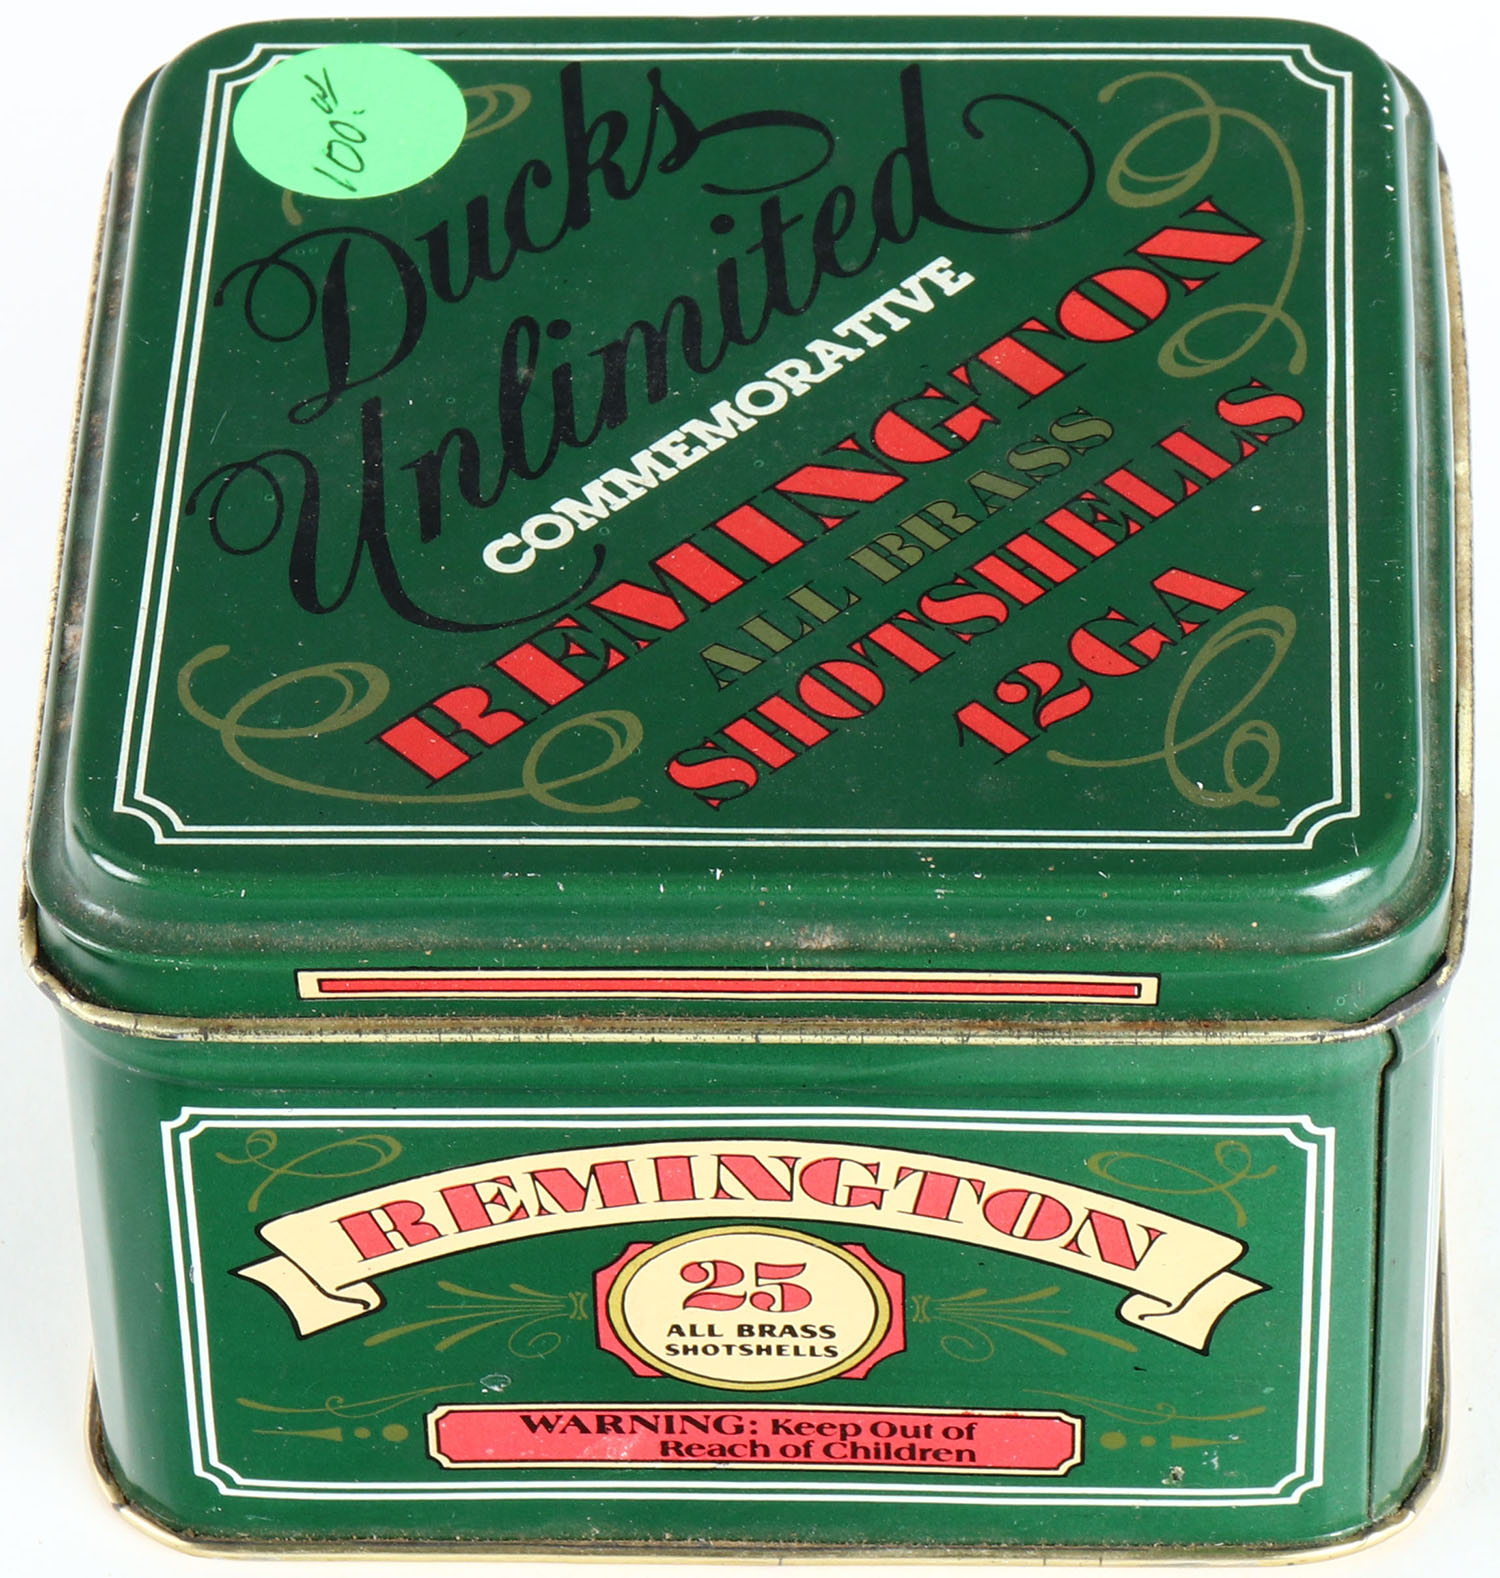 100.00
Ducks
Unlimited
COMMEMORATIVE
REMINGTON
ALL BRASS
SHOTSHELLS
12GA
REMINGTON
25
ALL BRASS
SHOTSHELLS
WARNING: Keep Out of
Reach of Children